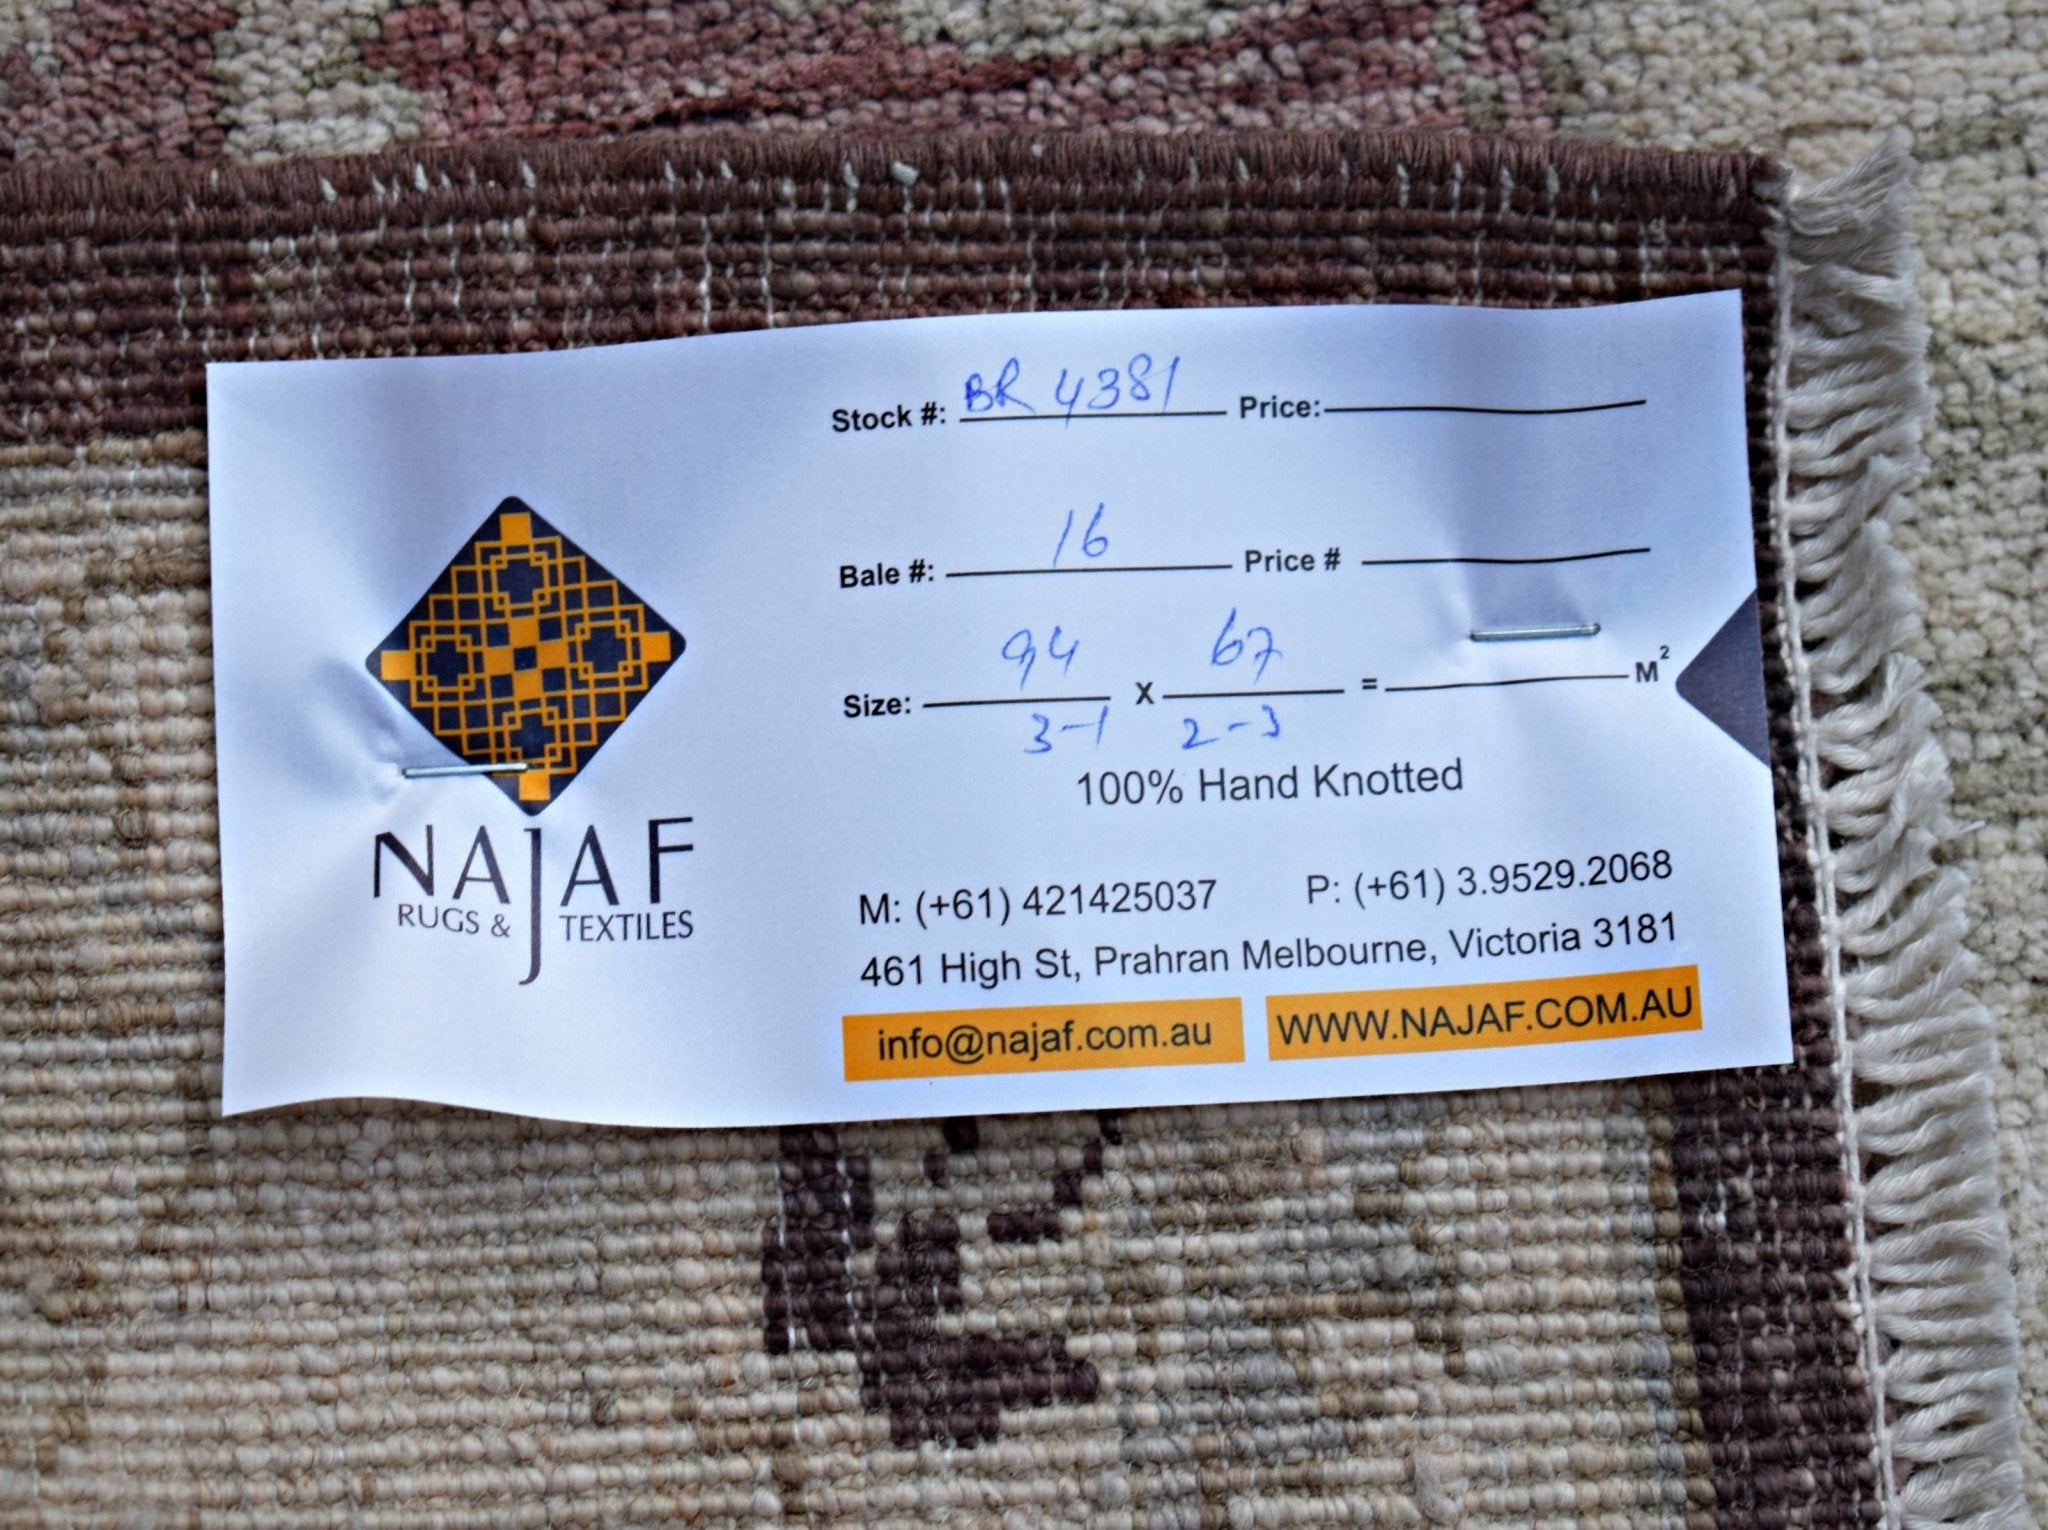 Stock #: BR 4381 Price:
Bale #: 16 Price #
Size: 94 X 67 = M²
3-1 2-3
100% Hand Knotted
NAJAF
RUGS & TEXTILES
M: (+61) 421425037 P: (+61) 3.9529.2068
461 High St, Prahran Melbourne, Victoria 3181
info@najaf.com.au WWW.NAJAF.COM.AU